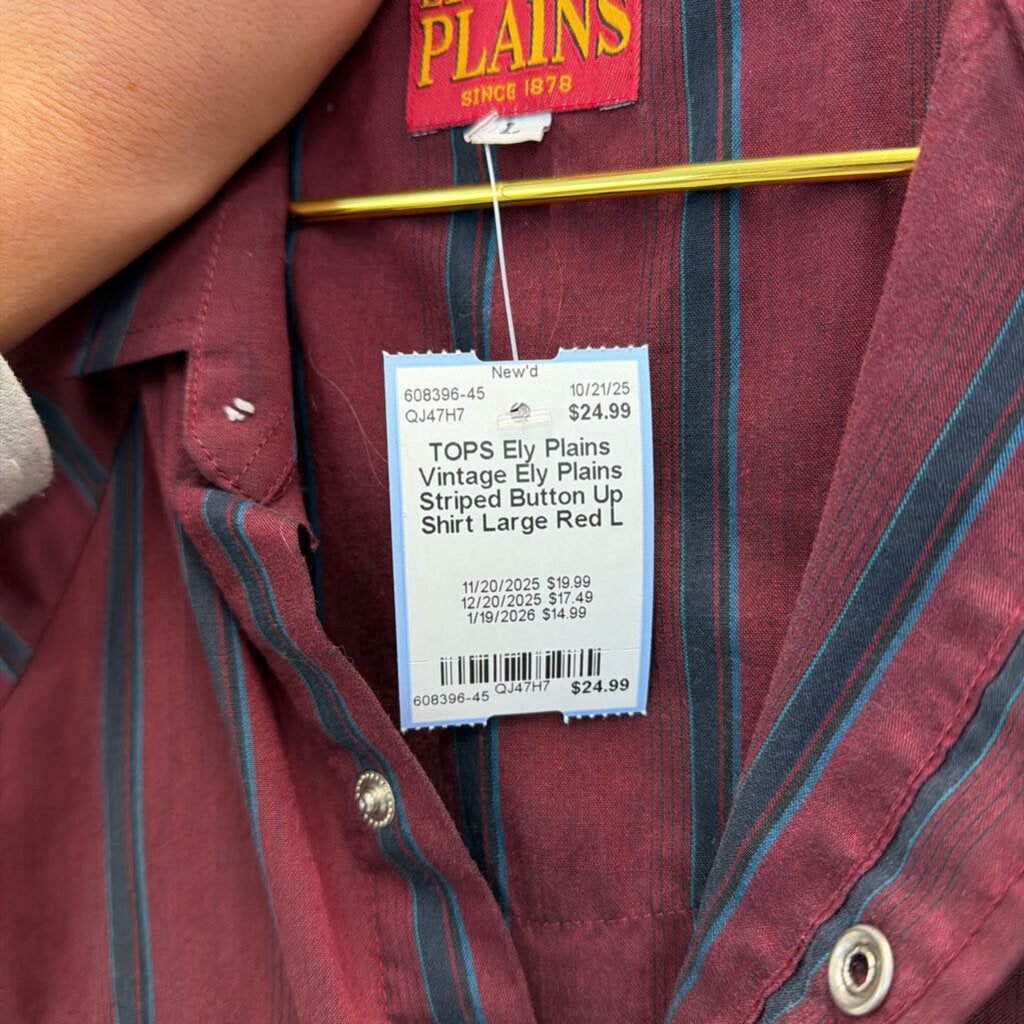 PLAINS
SINCE 1878
L
New'd
608396-45 10/21/25
QJ47H7 $24.99
TOPS Ely Plains
Vintage Ely Plains
Striped Button Up
Shirt Large Red L
11/20/2025 $19.99
12/20/2025 $17.49
1/19/2026 $14.99
608396-45 QJ47H7 $24.99